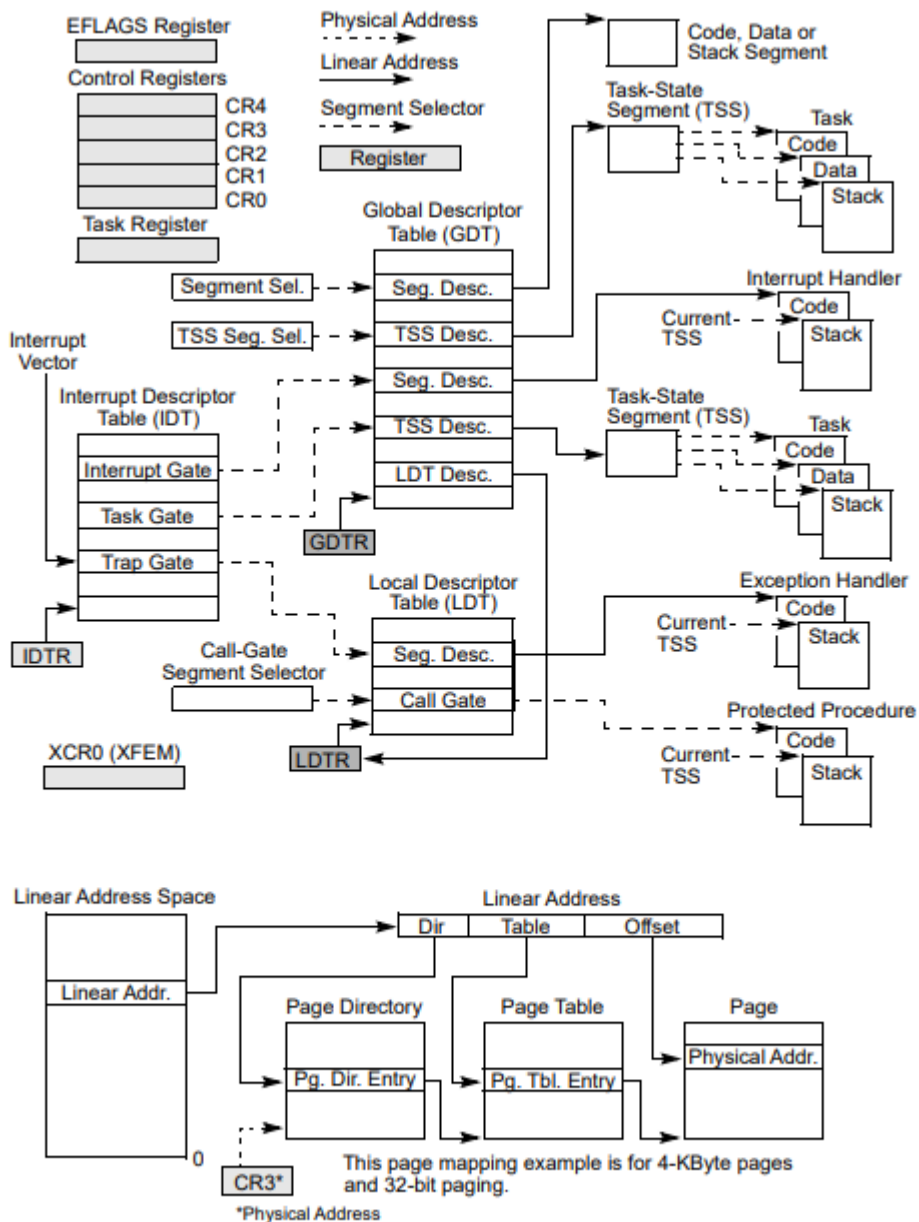 EFLAGS Register
Control Registers
CR4
CR3
CR2
CR1
CR0
Task Register
Physical Address
Linear Address
Segment Selector
Register
Code, Data or
Stack Segment
Task-State
Segment (TSS)
Task
Code
Data
Stack
Global Descriptor
Table (GDT)
Segment Sel.
Seg. Desc.
TSS Seg. Sel.
TSS Desc.
Seg. Desc.
TSS Desc.
LDT Desc.
GDTR
Interrupt Handler
Code
Current
TSS
Stack
Interrupt
Vector
Interrupt Descriptor
Table (IDT)
Interrupt Gate
Task Gate
Trap Gate
IDTR
Task-State
Segment (TSS)
Task
Code
Data
Stack
Local Descriptor
Table (LDT)
Seg. Desc.
Call Gate
LDTR
Call-Gate
Segment Selector
Exception Handler
Code
Current
TSS
Stack
Protected Procedure
Code
Current
TSS
Stack
XCR0 (XFEM)
Linear Address Space
Linear Addr.
0
Linear Address
Dir
Table
Offset
Page Directory
Pg. Dir. Entry
Page Table
Pg. Tbl. Entry
Page
Physical Addr.
CR3*
*Physical Address
This page mapping example is for 4-KByte pages
and 32-bit paging.